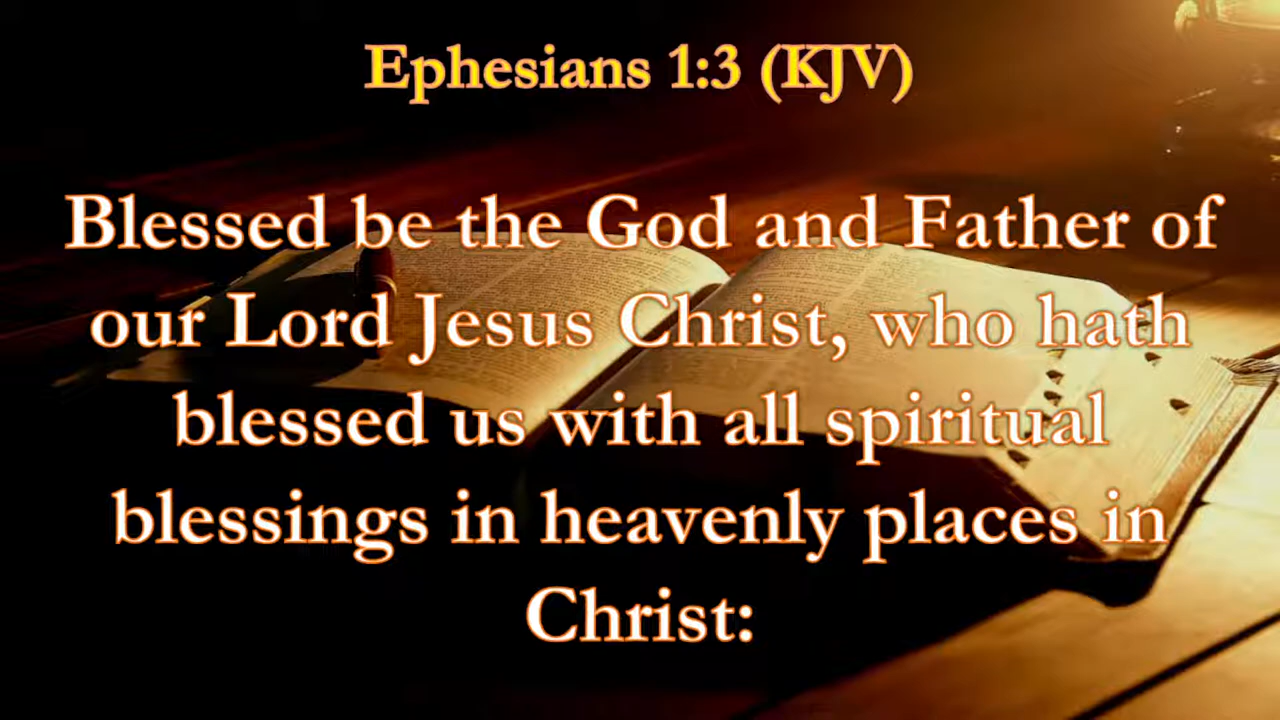 Ephesians 1:3 (KJV)
Blessed be the God and Father of
our Lord Jesus Christ, who hath
blessed us with all spiritual
blessings in heavenly places in
Christ: